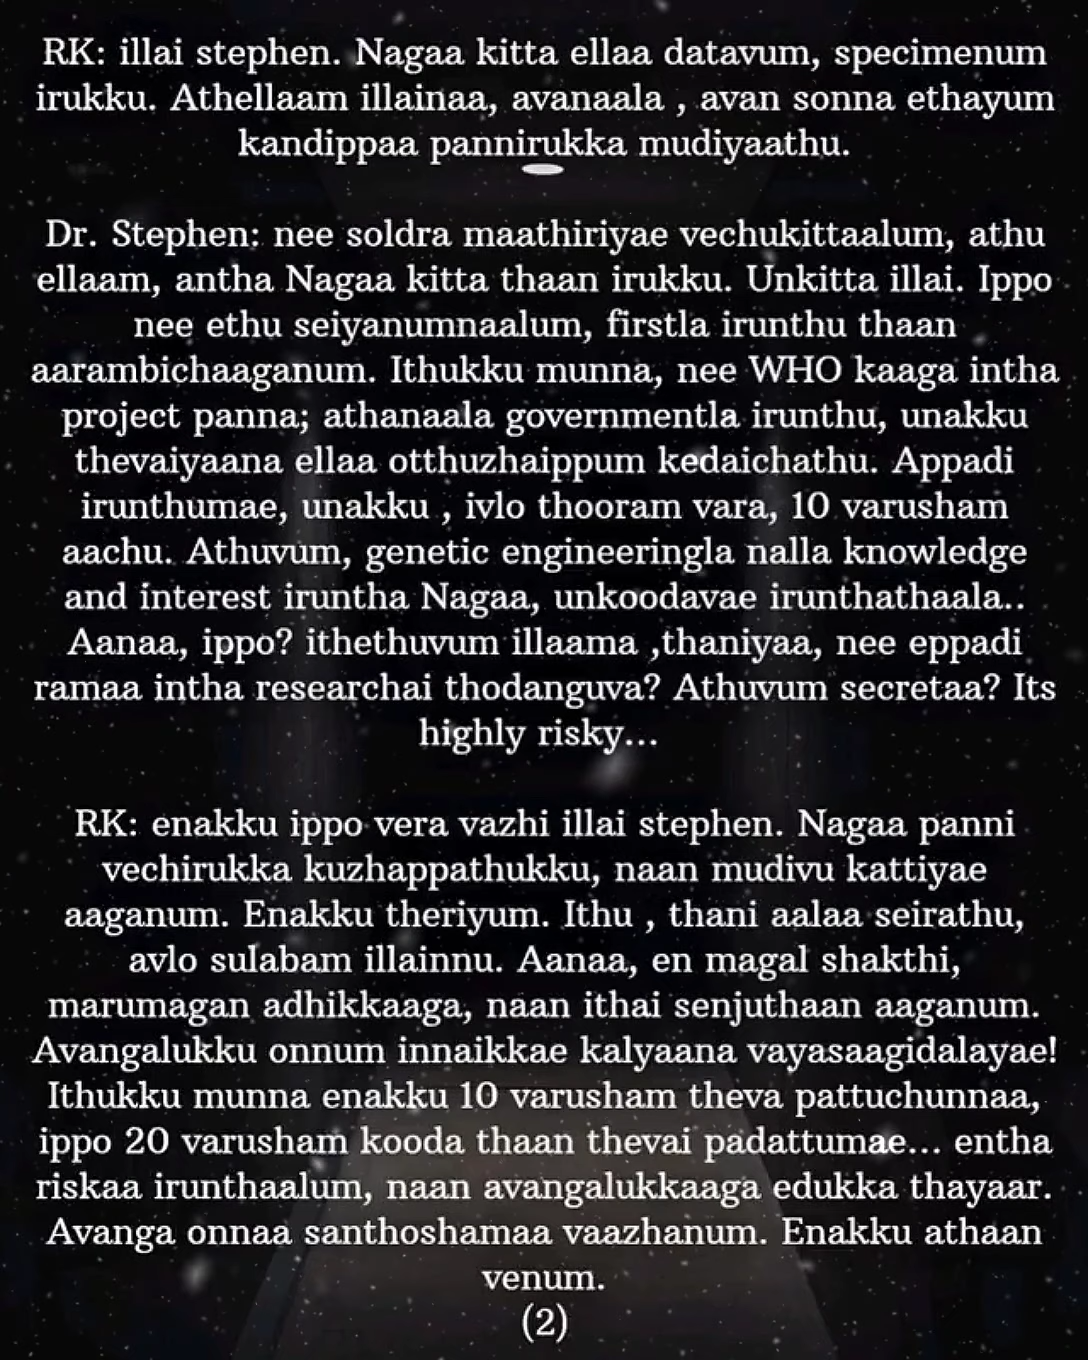 RK: illai stephen. Nagaa kitta ellaa datavum, specimenum
irukku. Athellaam illainaa, avanaala , avan sonna ethayum
kandippaa pannirukka mudiyaathu.
Dr. Stephen: nee soldra maathiriyae vechukittaalum, athu
ellaam, antha Nagaa kitta thaan irukku. Unkitta illai. Ippo
nee ethu seiyanumnaalum, firstla irunthu thaan
aarambichaaganum. Ithukku munna, nee WHO kaaga intha
project panna; athanaala governmentla irunthu, unakku
thevaiyaana ellaa otthuzhaippum kedaichathu. Appadi
irunthumae, unakku , ivlo thooram vara, 10 varusham
aachu. Athuvum, genetic engineeringla nalla knowledge
and interest iruntha Nagaa, unkoodavae irunthathaala..
Aanaa, ippo? ithethuvum illaama ,thaniyaa, nee eppadi
ramaa intha researchai thodanguva? Athuvum secretaa? Its
highly risky...
RK: enakku ippo vera vazhi illai stephen. Nagaa panni
vechirukka kuzhappathukku, naan mudivu kattiyae
aaganum. Enakku theriyum. Ithu , thani aalaa seirathu,
avlo sulabam illainnu. Aanaa, en magal shakthi,
marumagan adhikkaaga, naan ithai senjuthaan aaganum.
Avangalukku onnum innaikkae kalyaana vayasaagidalayae!
Ithukku munna enakku 10 varusham theva pattuchunnaa,
ippo 20 varusham kooda thaan thevai padattumae... entha
riskaa irunthaalum, naan avangalukkaaga edukka thayaar.
Avanga onnaa santhoshamaa vaazhanum. Enakku athaan
venum.
(2)